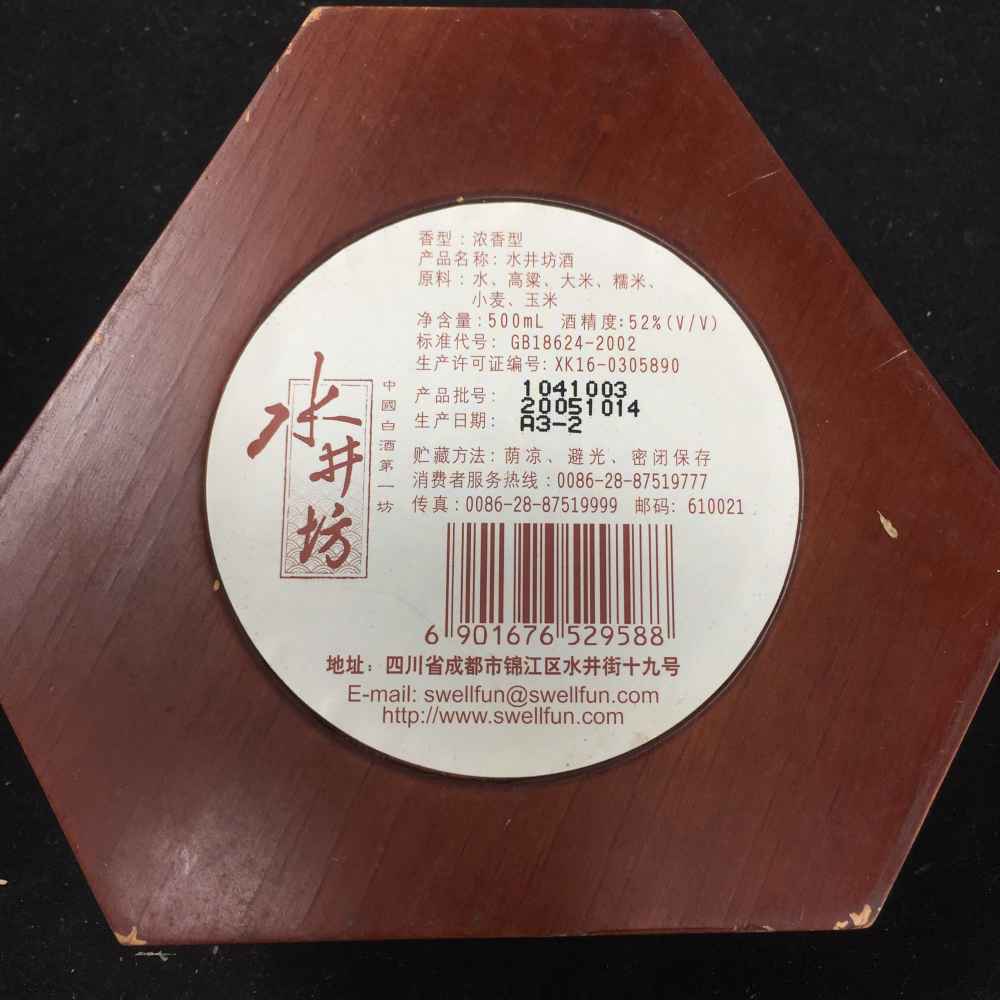 香型：浓香型
产品名称：水井坊酒
原料：水、高粱、大米、糯米、
小麦、玉米
净含量：500mL 酒精度：52%(V/V)
标准代号：GB18624-2002
生产许可证编号：XK16-0305890
产品批号：1041003
生产日期：20051014
A3-2
贮藏方法：荫凉、避光、密闭保存
消费者服务热线：0086-28-87519777
传真：0086-28-87519999 邮码：610021
水井坊
中國白酒第一坊
6 901676 529588
地址：四川省成都市锦江区水井街十九号
E-mail: swellfun@swellfun.com
http://www.swellfun.com